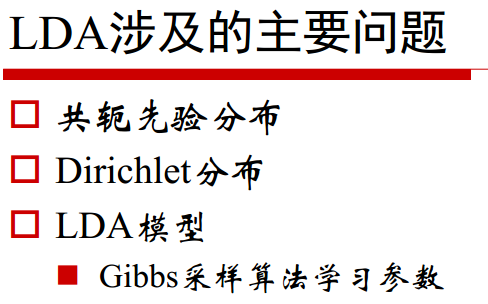 LDA涉及的主要问题
共轭先验分布
Dirichlet分布
LDA模型
Gibbs采样算法学习参数